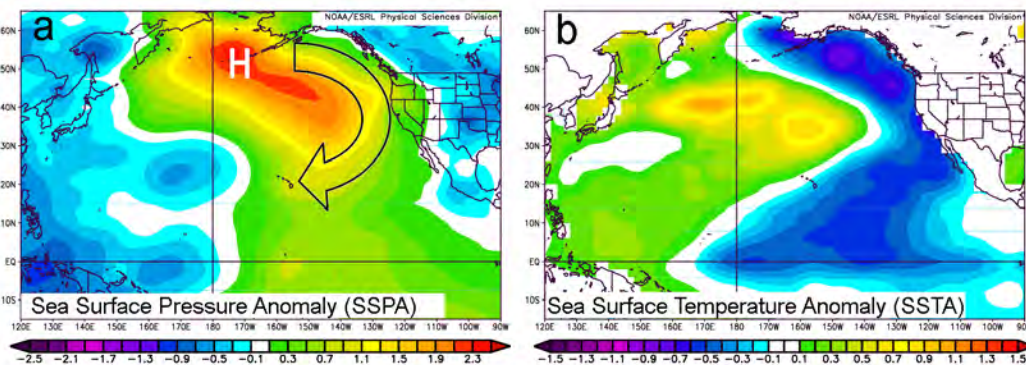 NOAA/ESRL Physical Sciences Division
a
H
60N
50N
40N
30N
20N
10N
EQ
10S
Sea Surface Pressure Anomaly (SSPA)
120E 130E 140E 150E 160E 170E 180 170W 160W 150W 140W 130W 120W 110W 100W 90W
-2.5 -2.1 -1.7 -1.3 -0.9 -0.5 -0.1 0.3 0.7 1.1 1.5 1.9 2.3
NOAA/ESRL Physical Sciences Division
b
60N
50N
40N
30N
20N
10N
EQ
10S
Sea Surface Temperature Anomaly (SSTA)
120E 130E 140E 150E 160E 170E 180 170W 160W 150W 140W 130W 120W 110W 100W 90W
-1.5 -1.1 -0.9 -0.7 -0.5 -0.3 -0.1 0.1 0.3 0.5 0.7 0.9 1.1 1.3 1.5